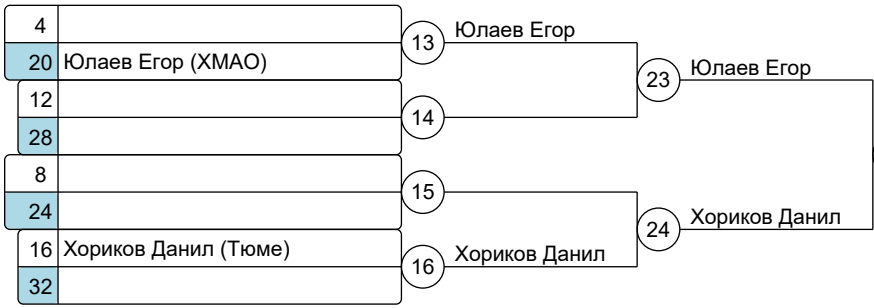 4
13
Юлаев Егор
20 Юлаев Егор (ХМАО)
23
Юлаев Егор
12
14
28
8
15
24
24
Хориков Данил
16 Хориков Данил (Тюме)
16
Хориков Данил
32